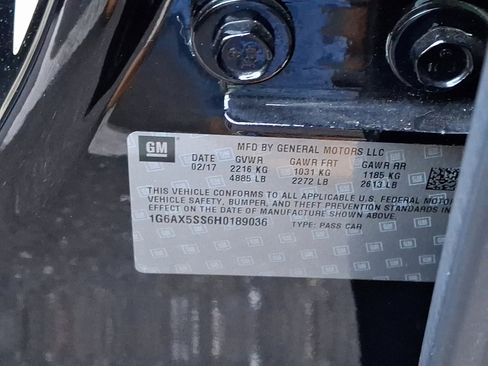 GM
MFD BY GENERAL MOTORS LLC
DATE GVWR GAWR FRT GAWR RR
02/17 2216 KG 1031 KG 1185 KG
4885 LB 2272 LB 2613 LB
THIS VEHICLE CONFORMS TO ALL APPLICABLE U.S. FEDERAL MOTOR
VEHICLE SAFETY, BUMPER, AND THEFT PREVENTION STANDARDS
IN EFFECT ON THE DATE OF MANUFACTURE SHOWN ABOVE.
1G6AX5SS6H0189036 TYPE: PASS CAR